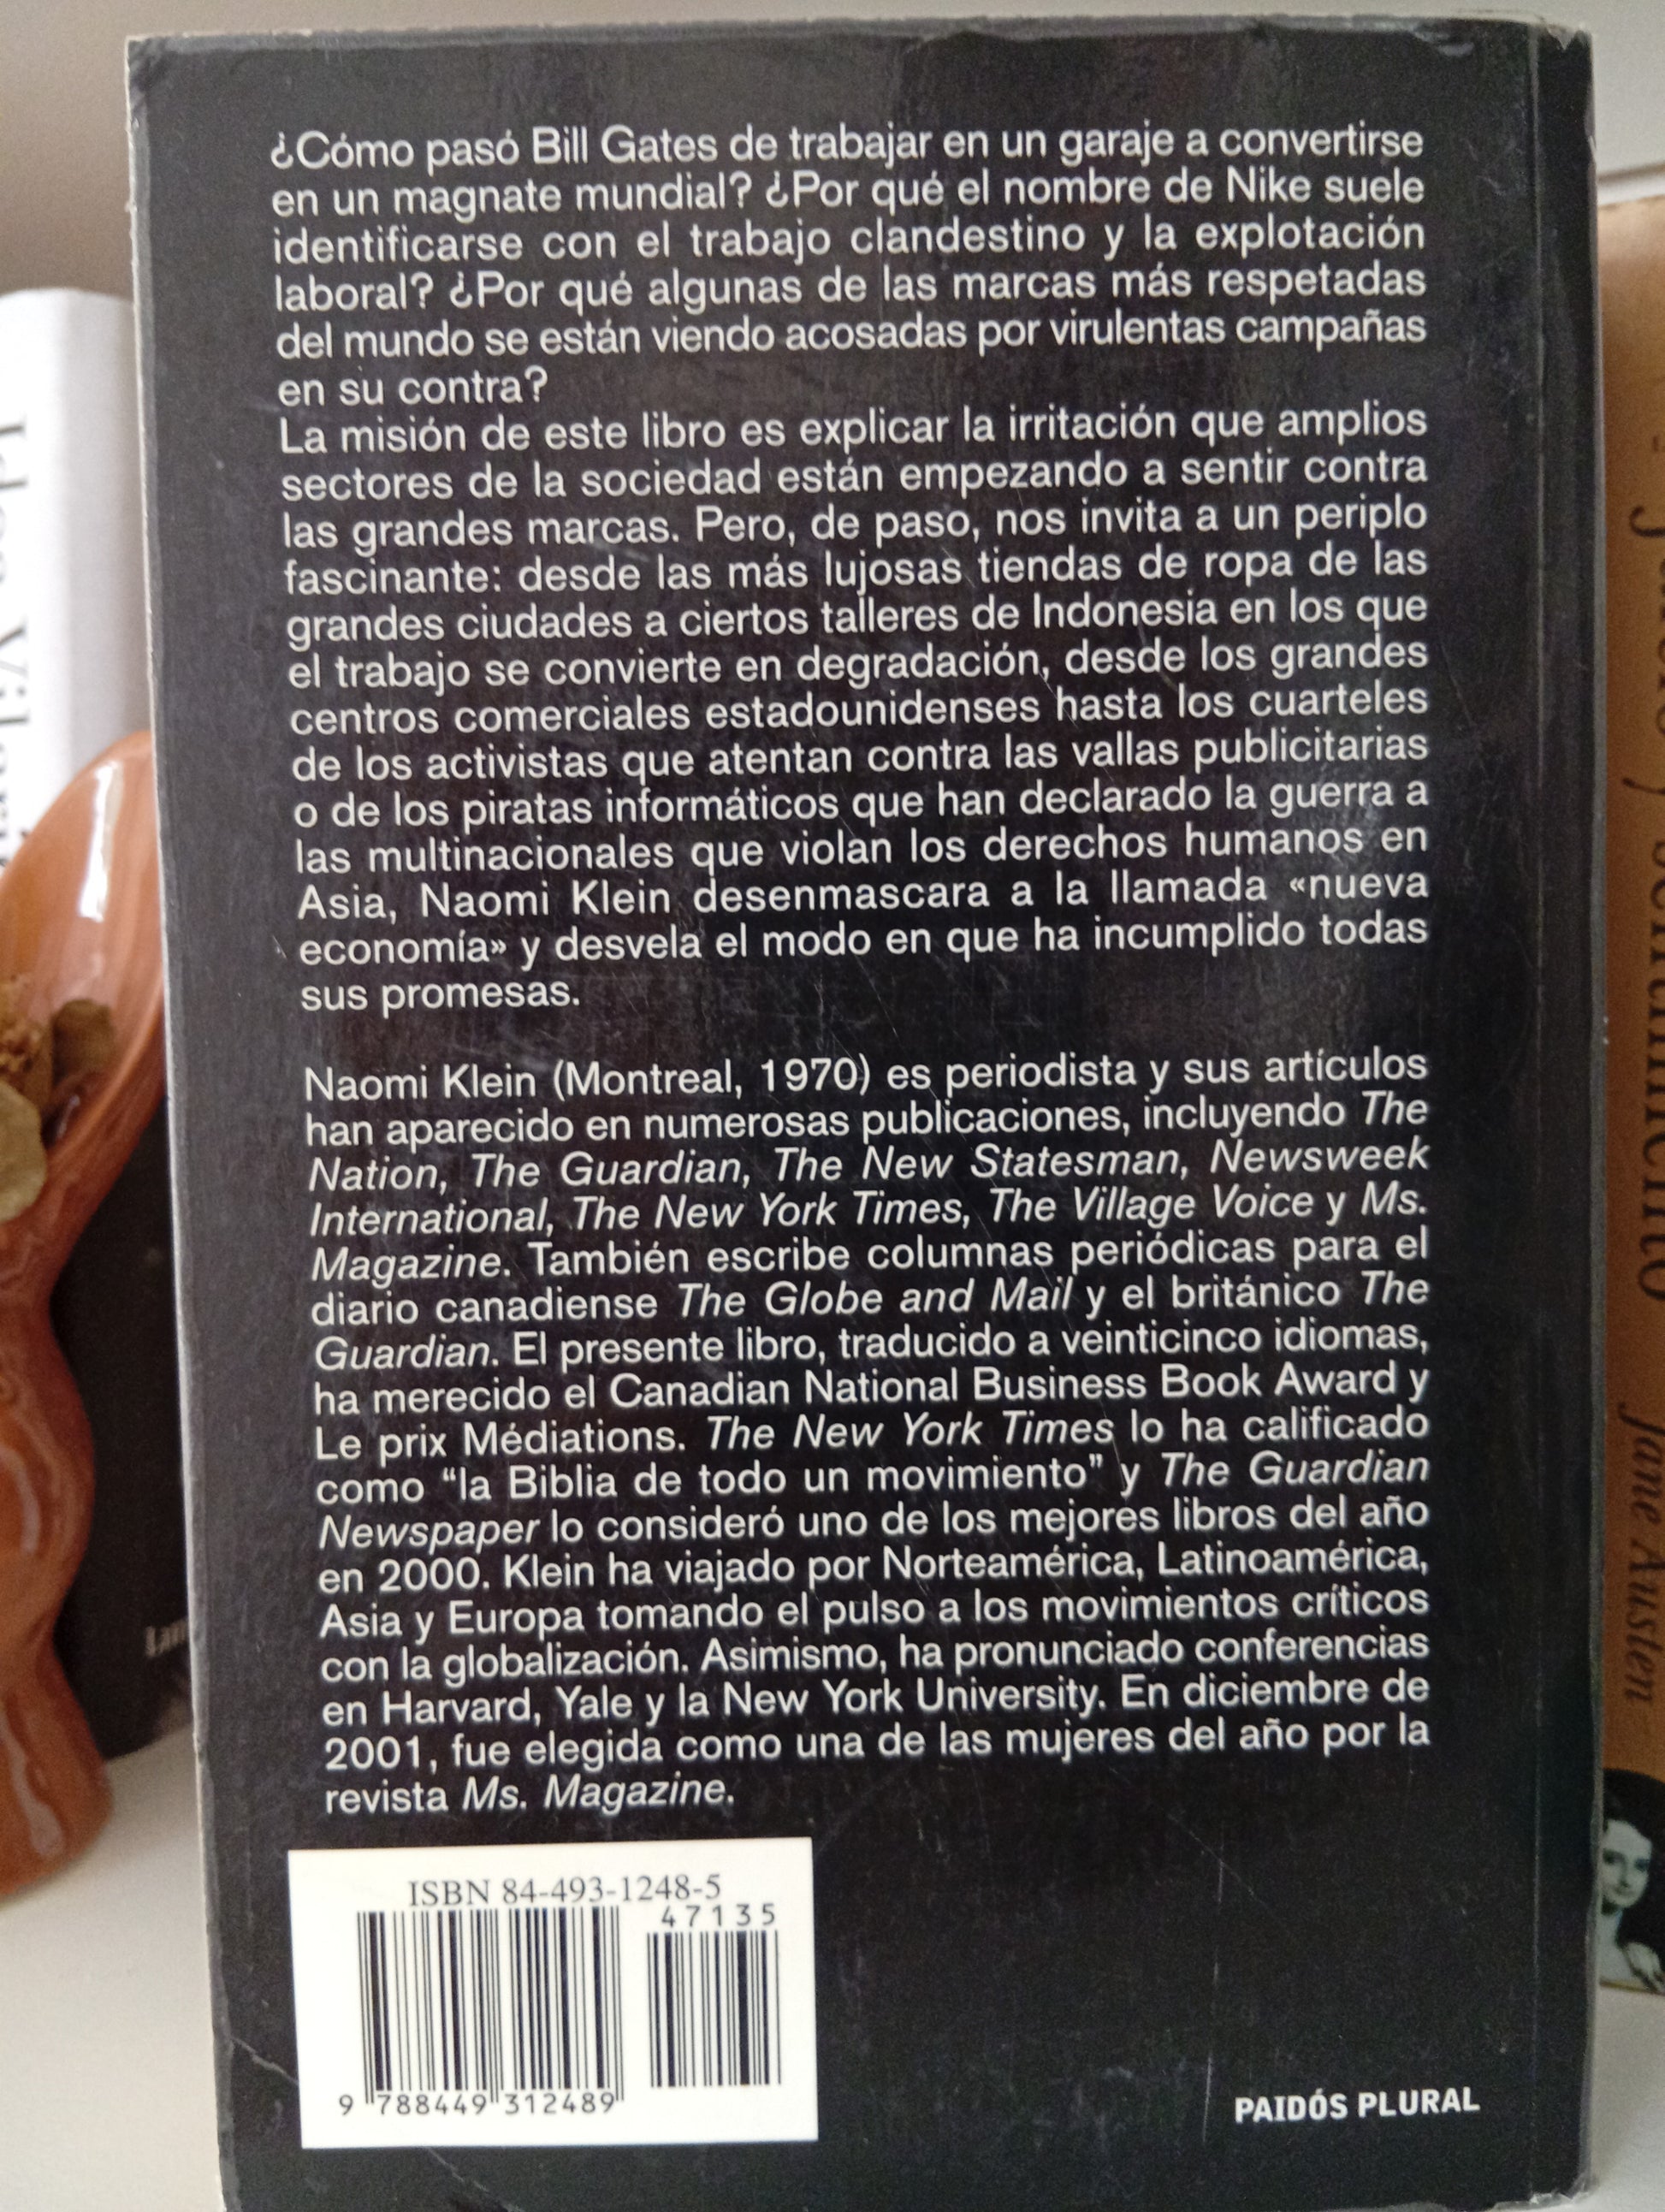 ¿Cómo pasó Bill Gates de trabajar en un garaje a convertirse
en un magnate mundial? ¿Por qué el nombre de Nike suele
identificarse con el trabajo clandestino y la explotación
laboral? ¿Por qué algunas de las marcas más respetadas
del mundo se están viendo acosadas por virulentas campañas
en su contra?
La misión de este libro es explicar la irritación que amplios
sectores de la sociedad están empezando a sentir contra
las grandes marcas. Pero, de paso, nos invita a un periplo
fascinante: desde las más lujosas tiendas de ropa de las
grandes ciudades a ciertos talleres de Indonesia en los que
el trabajo se convierte en degradación, desde los grandes
centros comerciales estadounidenses hasta los cuarteles
de los activistas que atentan contra las vallas publicitarias
o de los piratas informáticos que han declarado la guerra a
las multinacionales que violan los derechos humanos en
Asia, Naomi Klein desenmascara a la llamada «nueva
economía» y desvela el modo en que ha incumplido todas
sus promesas.
Naomi Klein (Montreal, 1970) es periodista y sus artículos
han aparecido en numerosas publicaciones, incluyendo The
Nation, The Guardian, The New Statesman, Newsweek
International, The New York Times, The Village Voice y Ms.
Magazine. También escribe columnas periódicas para el
diario canadiense The Globe and Mail y el británico The
Guardian. El presente libro, traducido a veinticinco idiomas,
ha merecido el Canadian National Business Book Award y
Le prix Médiations. The New York Times lo ha calificado
como “la Biblia de todo un movimiento” y The Guardian
Newspaper lo consideró uno de los mejores libros del año
en 2000. Klein ha viajado por Norteamérica, Latinoamérica,
Asia y Europa tomando el pulso a los movimientos críticos
con la globalización. Asimismo, ha pronunciado conferencias
en Harvard, Yale y la New York University. En diciembre de
2001, fue elegida como una de las mujeres del año por la
revista Ms. Magazine.
ISBN 84-493-1248-5
47135
9 788449 312489
PAIDÓS PLURAL
y sentimiento
Jane Austen